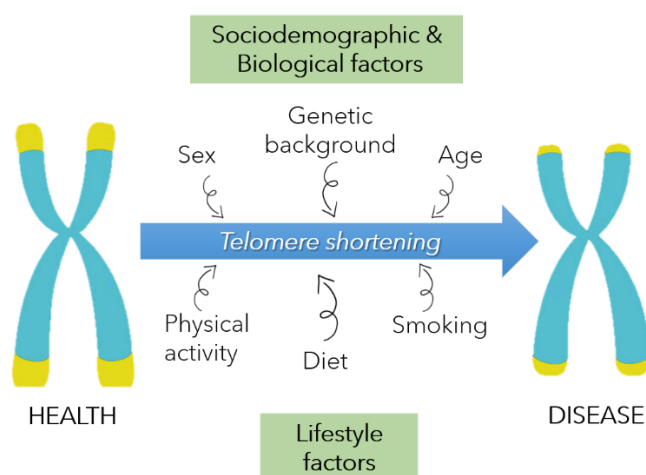 Sociodemographic &
Biological factors
Genetic
background
Sex
Age
Telomere shortening
Physical
activity
Diet
Smoking
HEALTH
DISEASE
Lifestyle
factors